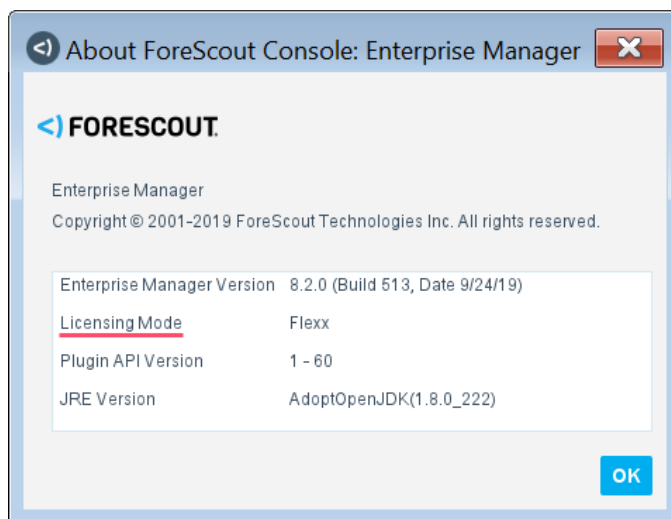 <) About ForeScout Console: Enterprise Manager
<) FORESCOUT.
Enterprise Manager
Copyright © 2001-2019 ForeScout Technologies Inc. All rights reserved.
Enterprise Manager Version 8.2.0 (Build 513, Date 9/24/19)
Licensing Mode Flexx
Plugin API Version 1 - 60
JRE Version AdoptOpenJDK(1.8.0_222)
OK